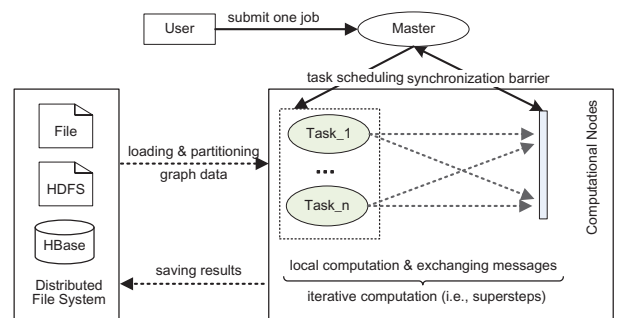 submit one job
User
Master
task scheduling synchronization barrier
File
HDFS
HBase
Distributed
File System
loading & partitioning
graph data
saving results
Task_1
...
Task_n
Computational Nodes
local computation & exchanging messages
iterative computation (i.e., supersteps)